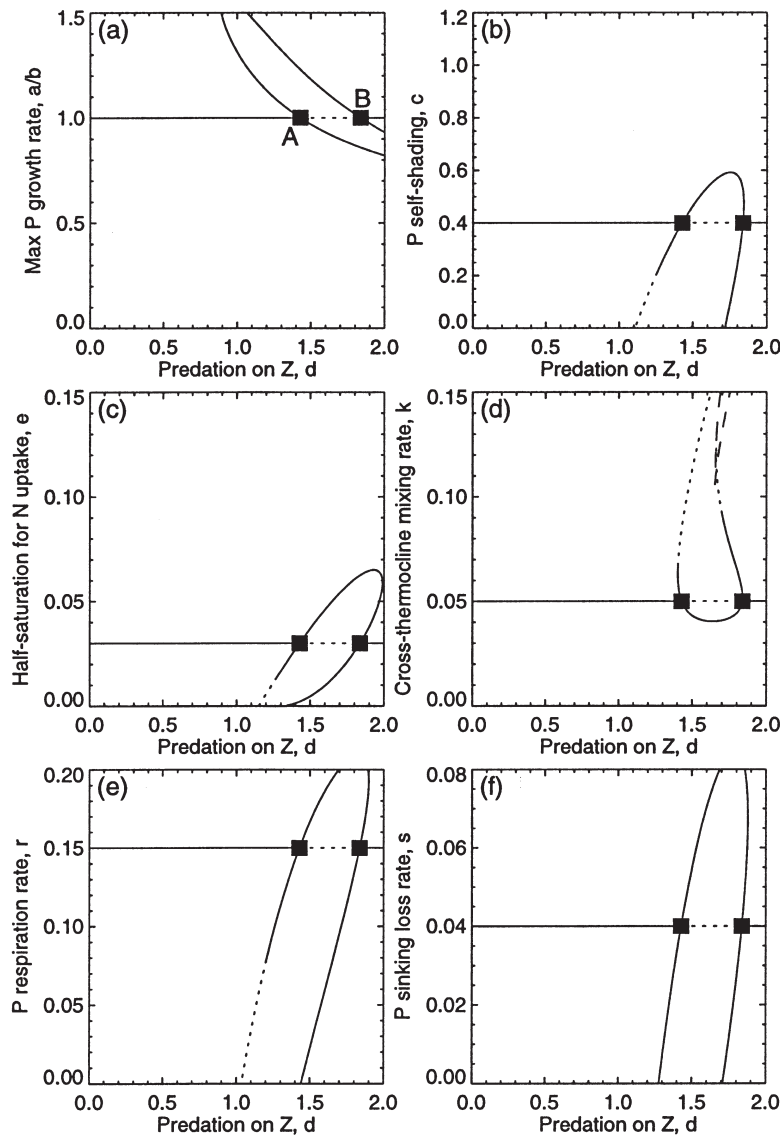 (a)
Max P growth rate, a/b
1.5
1.0
0.5
0.0
A
B
0.0 0.5 1.0 1.5 2.0
Predation on Z, d
(b)
P self-shading, c
1.2
1.0
0.8
0.6
0.4
0.2
0.0
0.0 0.5 1.0 1.5 2.0
Predation on Z, d
(c)
Half-saturation for N uptake, e
0.15
0.10
0.05
0.00
0.0 0.5 1.0 1.5 2.0
Predation on Z, d
(d)
Cross-thermocline mixing rate, k
0.15
0.10
0.05
0.00
0.0 0.5 1.0 1.5 2.0
Predation on Z, d
(e)
P respiration rate, r
0.20
0.15
0.10
0.05
0.00
0.0 0.5 1.0 1.5 2.0
Predation on Z, d
(f)
P sinking loss rate, s
0.08
0.06
0.04
0.02
0.00
0.0 0.5 1.0 1.5 2.0
Predation on Z, d